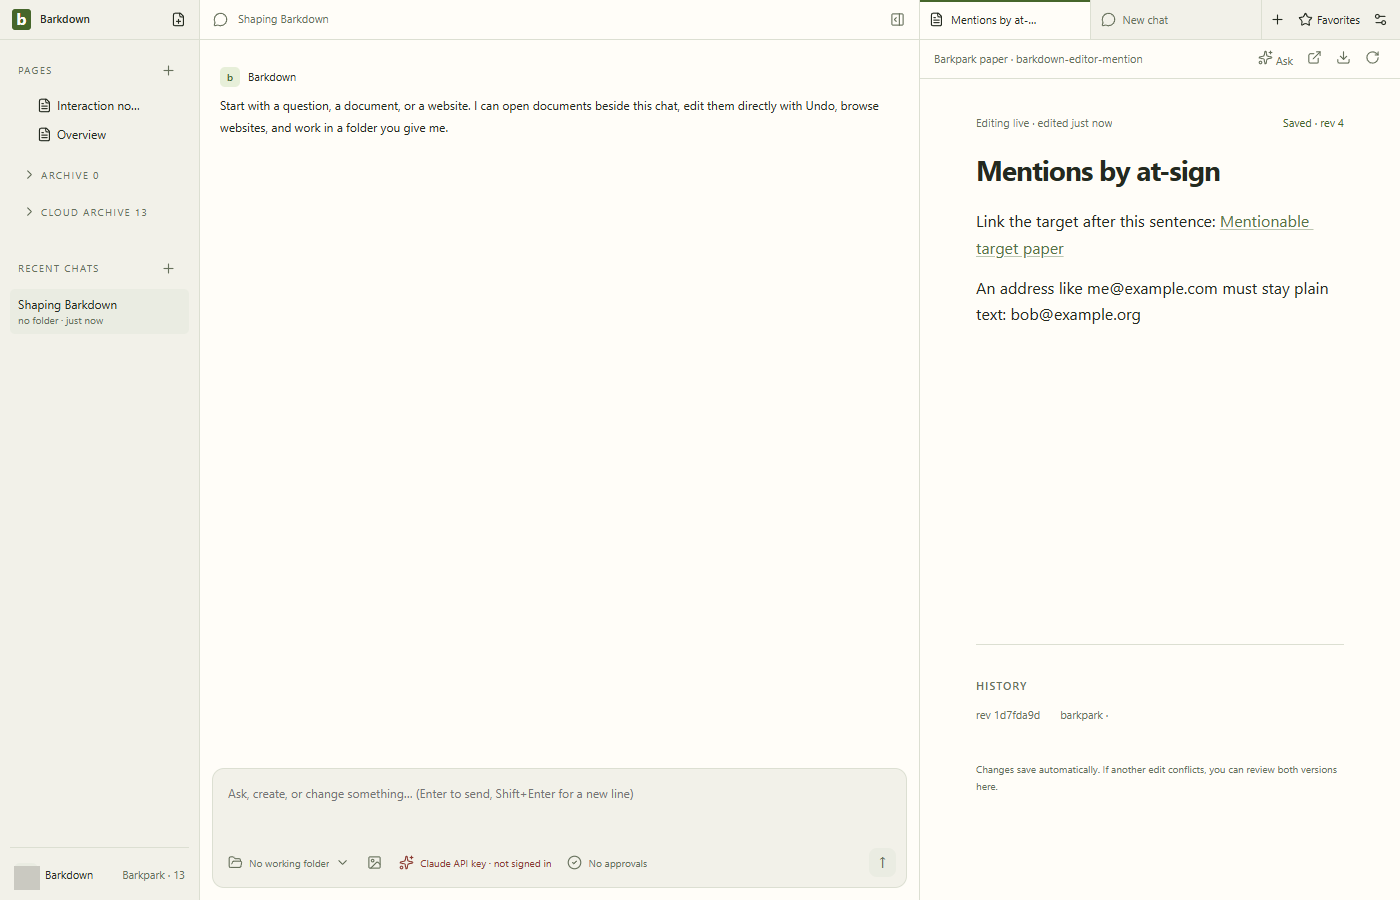 b Barkdown
PAGES
Interaction no...
Overview
ARCHIVE 0
CLOUD ARCHIVE 13
RECENT CHATS
Shaping Barkdown
no folder · just now
Barkdown
Barkpark · 13
Shaping Barkdown
b Barkdown
Start with a question, a document, or a website. I can open documents beside this chat, edit them directly with Undo, browse
websites, and work in a folder you give me.
Ask, create, or change something... (Enter to send, Shift+Enter for a new line)
No working folder
Claude API key · not signed in
No approvals
Mentions by at-...
New chat
Favorites
Barkpark paper · barkdown-editor-mention
Ask
Editing live · edited just now
Saved · rev 4
Mentions by at-sign
Link the target after this sentence: Mentionable
target paper
An address like me@example.com must stay plain
text: bob@example.org
HISTORY
rev 1d7fda9d barkpark ·
Changes save automatically. If another edit conflicts, you can review both versions
here.